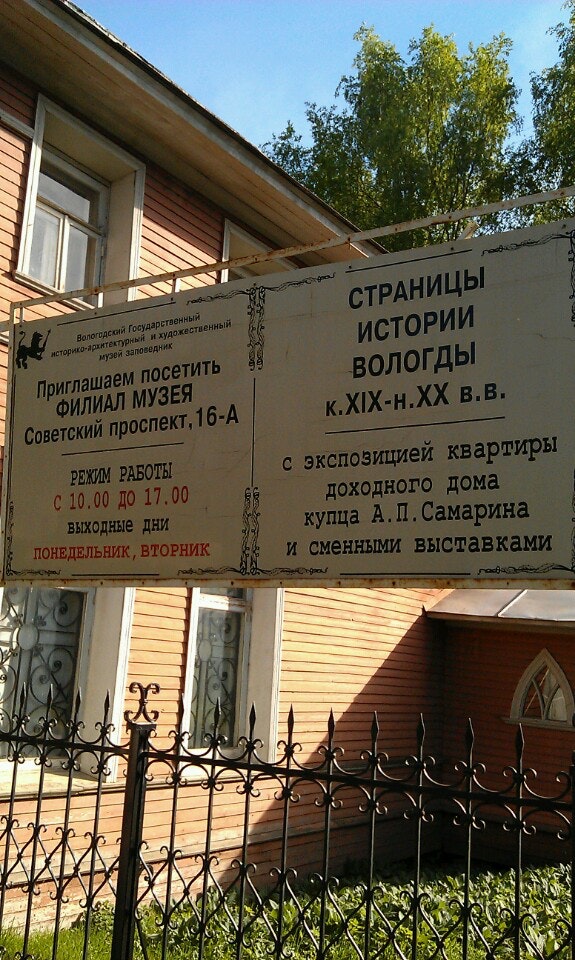 Вологодский Государственный
историко-архитектурный и художественный
музей заповедник
Приглашаем посетить
ФИЛИАЛ МУЗЕЯ
Советский проспект, 16-А
РЕЖИМ РАБОТЫ
С 10.00 ДО 17.00
ВЫХОДНЫЕ ДНИ
ПОНЕДЕЛЬНИК, ВТОРНИК
СТРАНИЦЫ
ИСТОРИИ
ВОЛОГДЫ
к.XIX-н.XX в.в.
с экспозицией квартиры
доходного дома
купца А.П.Самарина
и сменными выставками